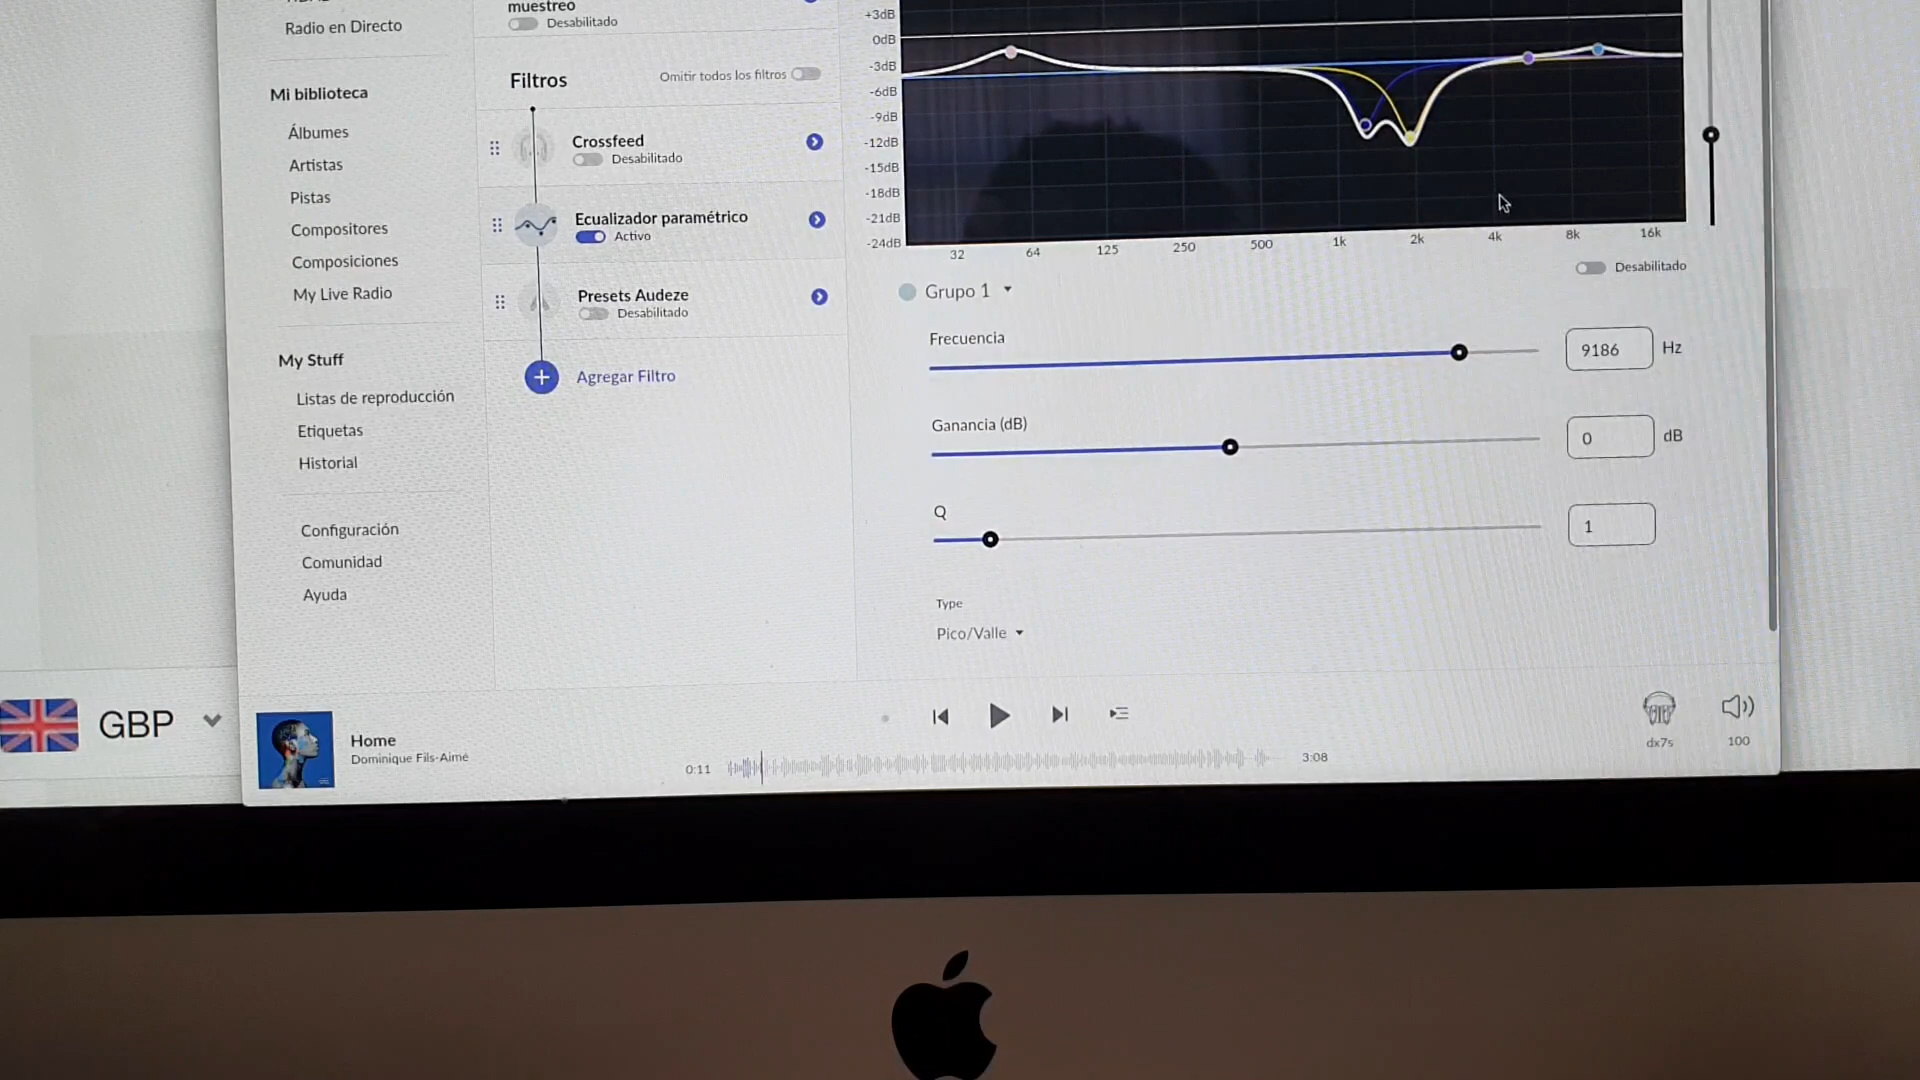 Radio en Directo
Mi biblioteca
Álbumes
Artistas
Pistas
Compositores
Composiciones
My Live Radio
My Stuff
Listas de reproducción
Etiquetas
Historial
Configuración
Comunidad
Ayuda
muestreo
Desabilitado
Filtros
Omitir todos los filtros
Crossfeed
Desabilitado
Ecualizador paramétrico
Activo
Presets Audeze
Desabilitado
Agregar Filtro
+3dB
0dB
-3dB
-6dB
-9dB
-12dB
-15dB
-18dB
-21dB
-24dB
32 64 125 250 500 1k 2k 4k 8k 16k
Desabilitado
Grupo 1
Frecuencia
9186 Hz
Ganancia (dB)
0 dB
Q
1
Type
Pico/Valle
GBP
Home
Dominique Fils-Aimé
0:11
3:08
dx7s
100